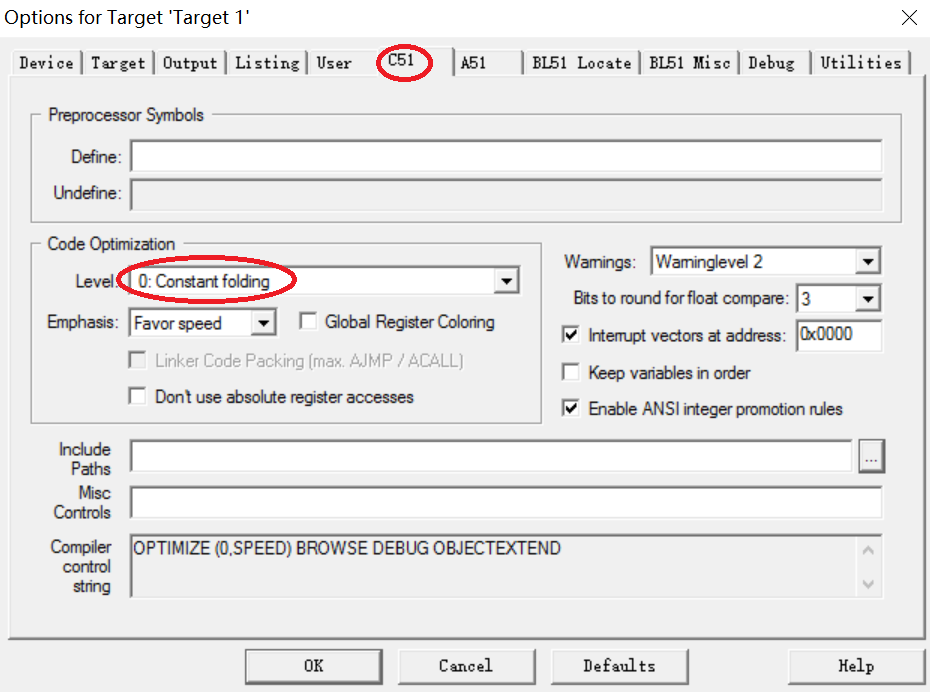 Options for Target 'Target 1'
Device Target Output Listing User C51 A51 BL51 Locate BL51 Misc Debug Utilities
Preprocessor Symbols
Define:
Undefine:
Code Optimization
Level: 0: Constant folding
Emphasis: Favor speed Global Register Coloring
Linker Code Packing (max. AJMP / ACALL)
Don't use absolute register accesses
Warnings: Warninglevel 2
Bits to round for float compare: 3
Interrupt vectors at address: 0x0000
Keep variables in order
Enable ANSI integer promotion rules
Include
Paths
...
Misc
Controls
Compiler
control
string
OPTIMIZE (0,SPEED) BROWSE DEBUG OBJECTEXTEND
OK Cancel Defaults Help